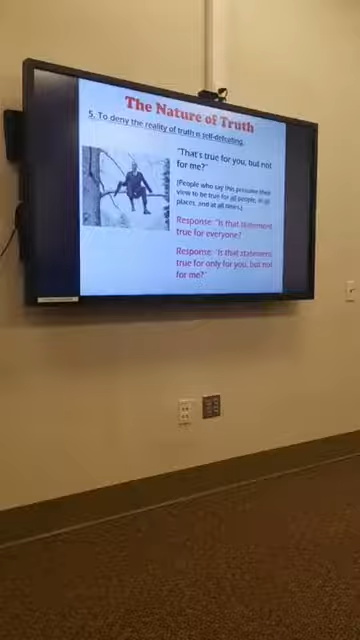 The Nature of Truth
5. To deny the reality of truth is self-defeating.
"That's true for you, but not
for me?"
(People who say this presume their
view to be true for all people, in all
places, and at all times.)
Response: "Is that statement
true for everyone?
Response: "Is that statement
true for only for you, but not
for me?"